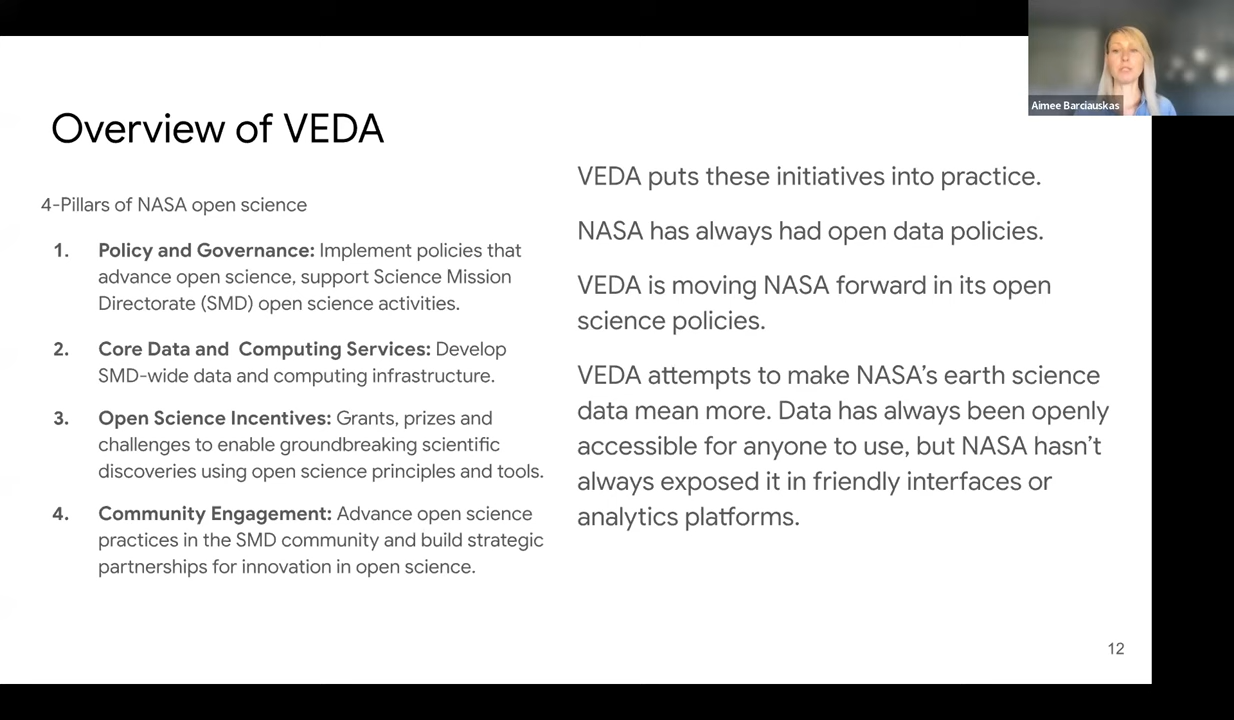 Aimee Barciauskas
Overview of VEDA
4-Pillars of NASA open science
1. Policy and Governance: Implement policies that
advance open science, support Science Mission
Directorate (SMD) open science activities.
2. Core Data and Computing Services: Develop
SMD-wide data and computing infrastructure.
3. Open Science Incentives: Grants, prizes and
challenges to enable groundbreaking scientific
discoveries using open science principles and tools.
4. Community Engagement: Advance open science
practices in the SMD community and build strategic
partnerships for innovation in open science.
VEDA puts these initiatives into practice.
NASA has always had open data policies.
VEDA is moving NASA forward in its open
science policies.
VEDA attempts to make NASA’s earth science
data mean more. Data has always been openly
accessible for anyone to use, but NASA hasn’t
always exposed it in friendly interfaces or
analytics platforms.
12